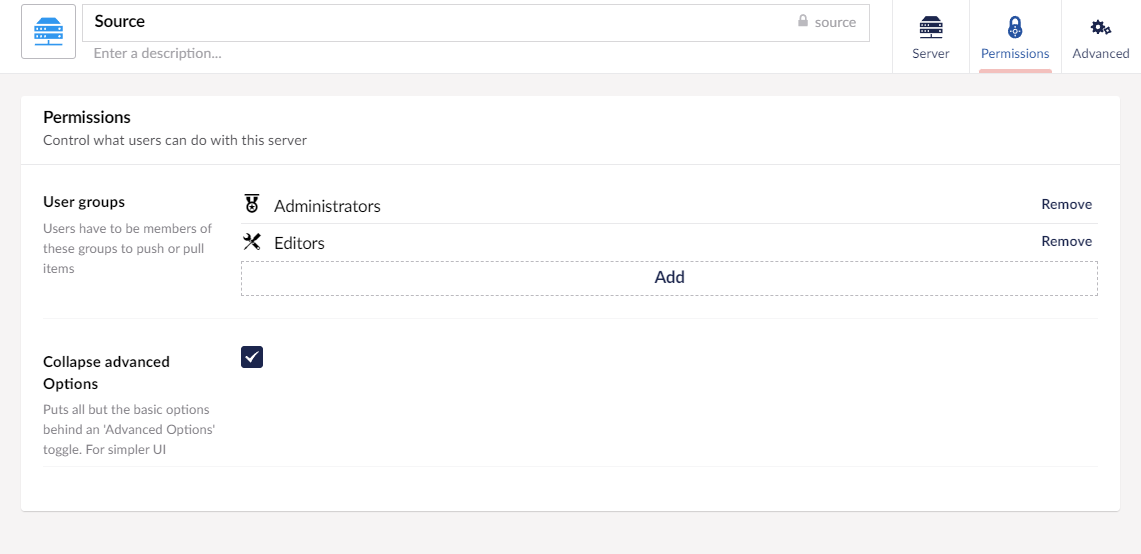 Source
source
Enter a description...
Server
Permissions
Advanced
Permissions
Control what users can do with this server
User groups
Users have to be members of
these groups to push or pull
items
Administrators
Remove
Editors
Remove
Add
Collapse advanced
Options
Puts all but the basic options
behind an 'Advanced Options'
toggle. For simpler UI